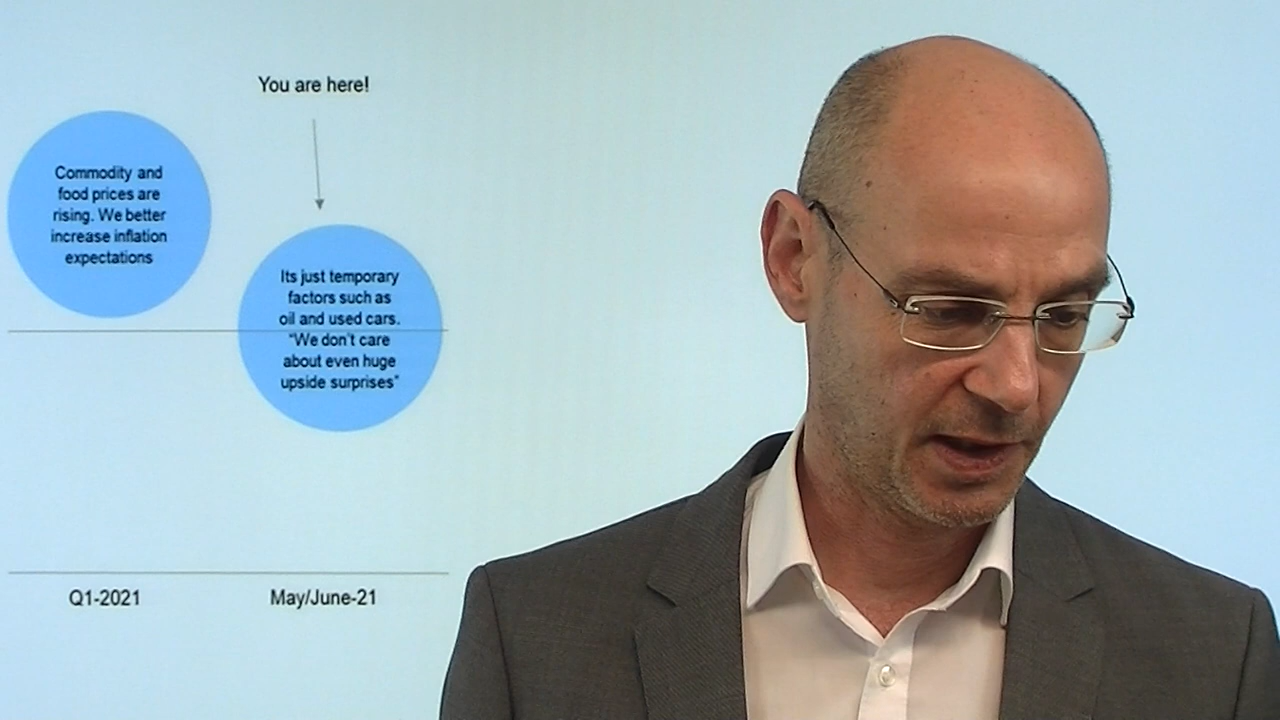 You are here!
Commodity and
food prices are
rising. We better
increase inflation
expectations
Its just temporary
factors such as
oil and used cars.
“We don't care
about even huge
upside surprises”
Q1-2021
May/June-21